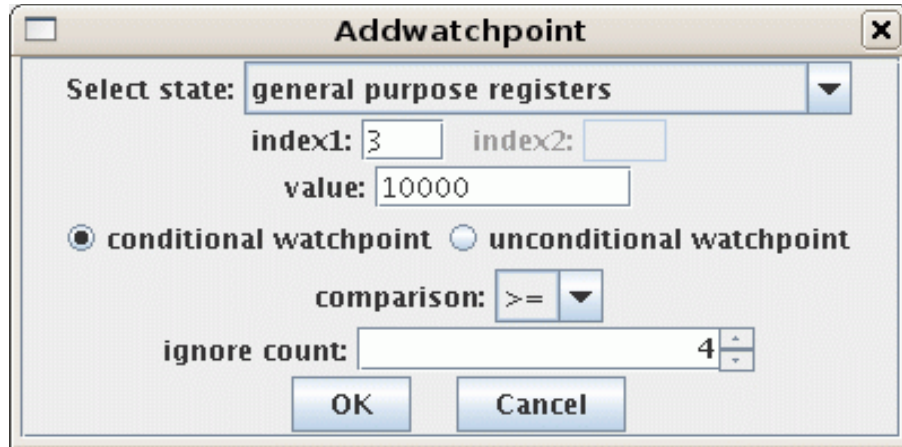 Addwatchpoint
Select state: general purpose registers
index1: 3 index2:
value: 10000
conditional watchpoint unconditional watchpoint
comparison: >=
ignore count: 4
OK Cancel